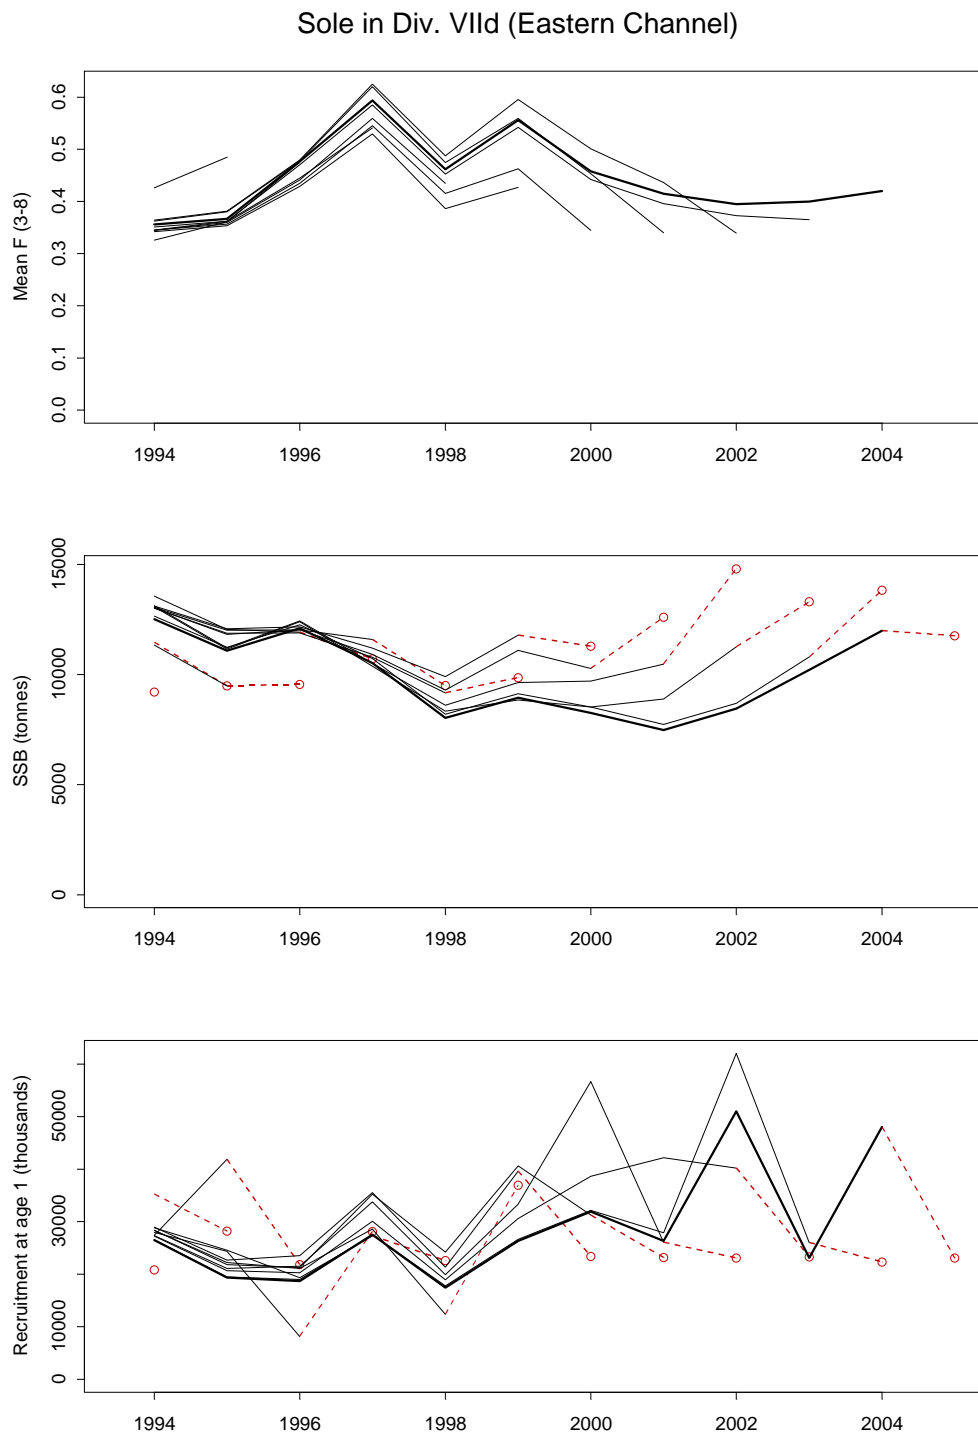 Sole in Div. VIId (Eastern Channel)
Mean F (3-8)
0.6
0.5
0.4
0.3
0.2
0.1
0.0
1994 1996 1998 2000 2002 2004
SSB (tonnes)
15000
10000
5000
0
1994 1996 1998 2000 2002 2004
Recruitment at age 1 (thousands)
50000
30000
10000
0
1994 1996 1998 2000 2002 2004